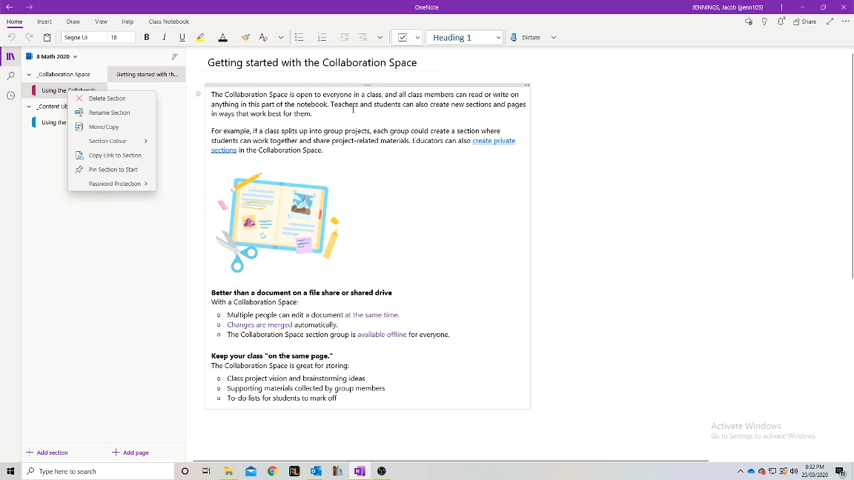 OneNote
JENNINGS, Jacob (jjenn105)
Home
Insert
Draw
View
Help
Class Notebook
Share
Segoe UI
18
B
I
U
A
Heading 1
Dictate
8 Math 2020
_Collaboration Space
Getting started with th...
Using the Collaborati
_Content Lib
Using the
Delete Section
Rename Section
Move/Copy
Section Colour
Copy Link to Section
Pin Section to Start
Password Protection
Getting started with the Collaboration Space
The Collaboration Space is open to everyone in a class, and all class members can read or write on
anything in this part of the notebook. Teachers and students can also create new sections and pages
in ways that work best for them.
For example, if a class splits up into group projects, each group could create a section where
students can work together and share project-related materials. Educators can also create private
sections in the Collaboration Space.
Better than a document on a file share or shared drive
With a Collaboration Space:
Multiple people can edit a document at the same time.
Changes are merged automatically.
The Collaboration Space section group is available offline for everyone.
Keep your class "on the same page."
The Collaboration Space is great for storing:
Class project vision and brainstorming ideas
Supporting materials collected by group members
To-do lists for students to mark off
Activate Windows
Go to Settings to activate Windows
Add section
Add page
Type here to search
8:32 PM
23/03/2020